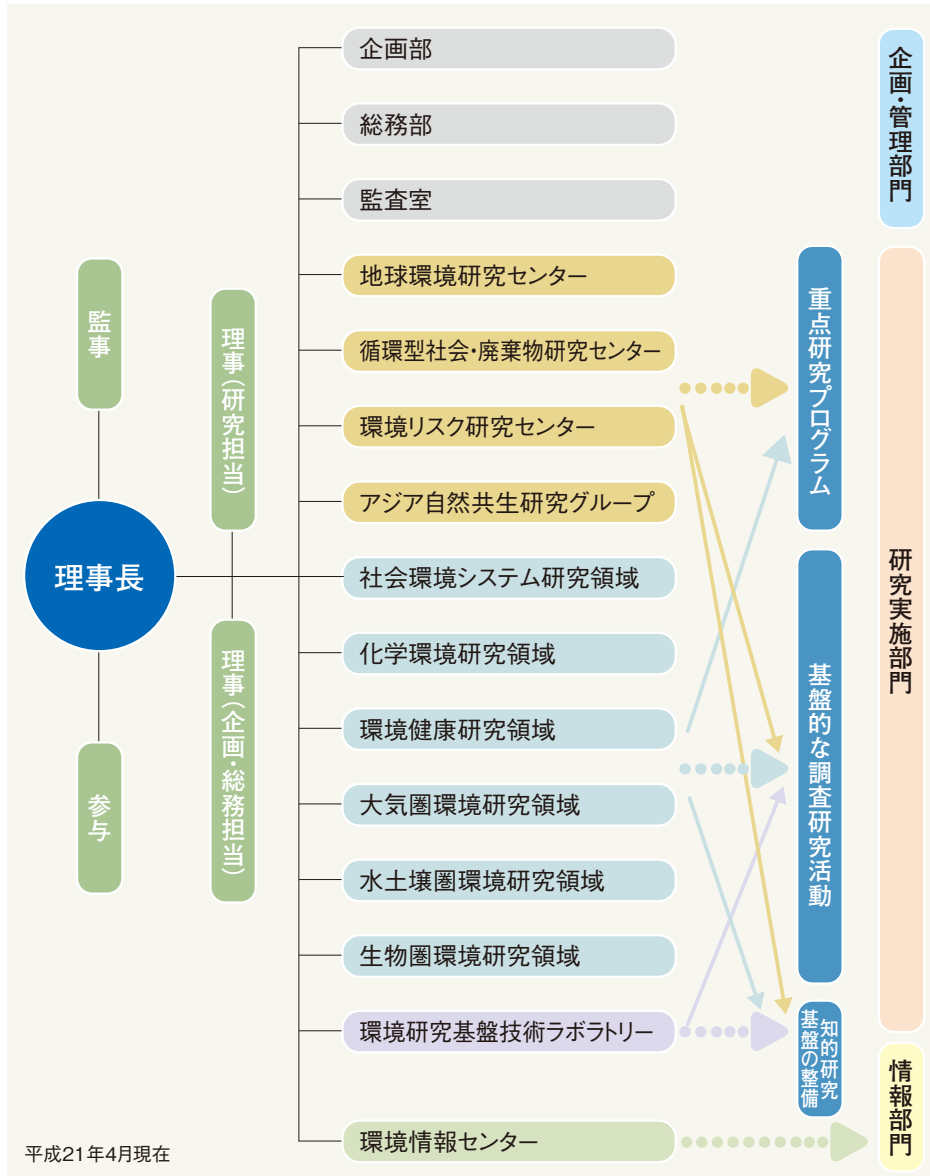 監事
理事長
参与
理事(研究担当)
理事(企画・総務担当)
企画部
総務部
監査室
地球環境研究センター
循環型社会・廃棄物研究センター
環境リスク研究センター
アジア自然共生研究グループ
社会環境システム研究領域
化学環境研究領域
環境健康研究領域
大気圏環境研究領域
水土壌圏環境研究領域
生物圏環境研究領域
環境研究基盤技術ラボラトリー
環境情報センター
重点研究プログラム
基盤的な調査研究活動
知的研究
基盤の整備
企画・管理部門
研究実施部門
情報部門
平成21年4月現在